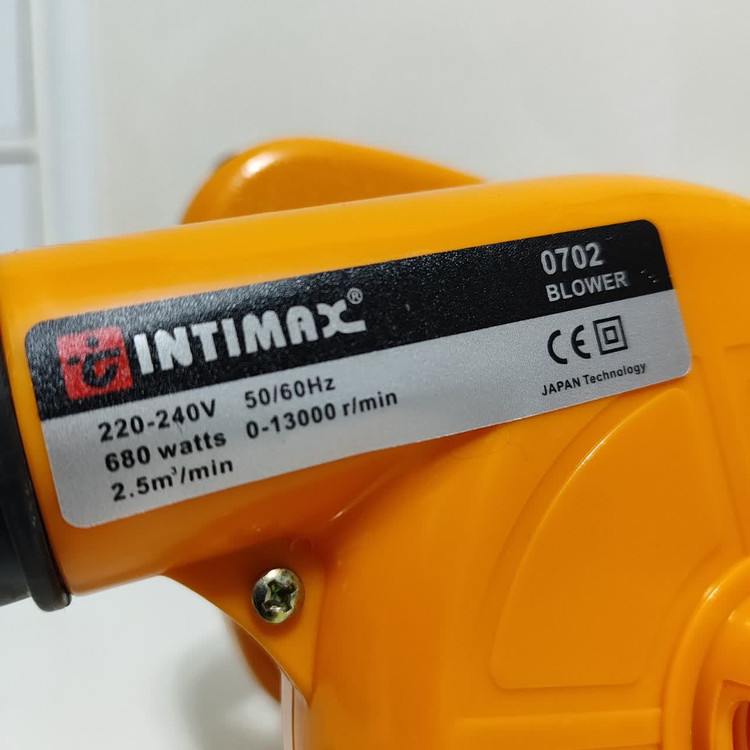 INTIMAX®
0702
BLOWER
220-240V 50/60Hz
680 watts 0-13000 r/min
2.5m³/min
CE
JAPAN Technology